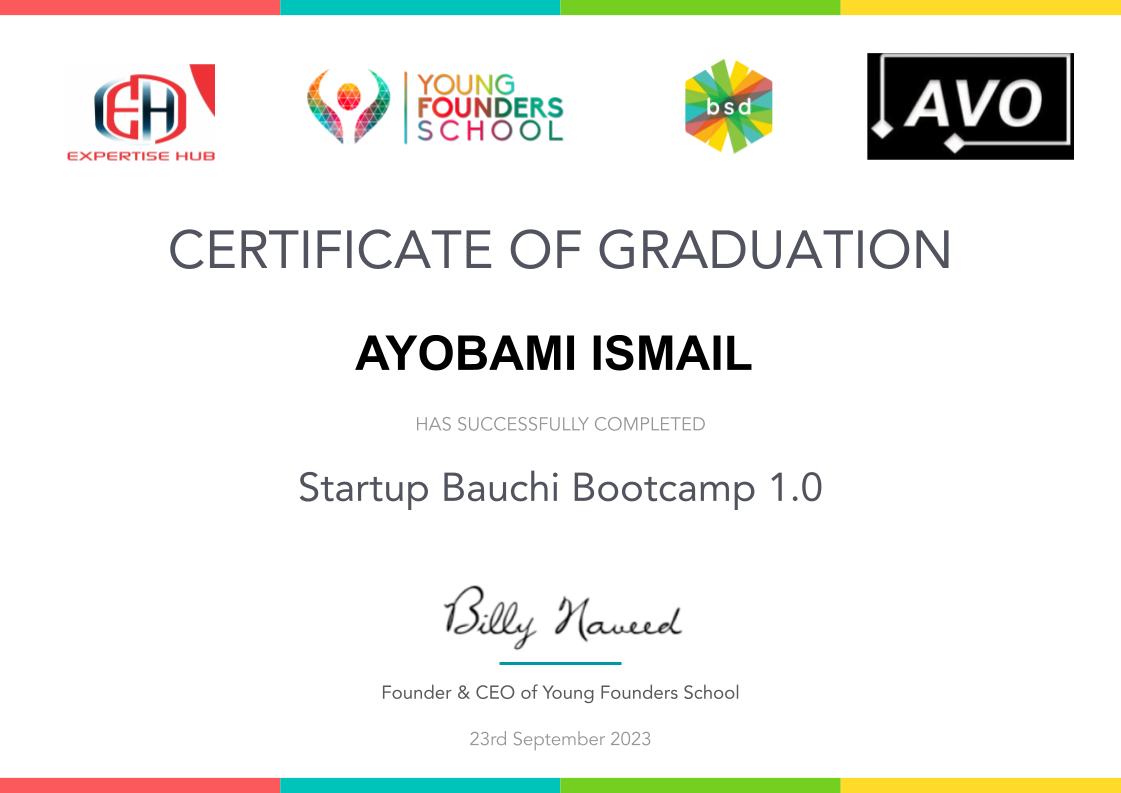 EH
EXPERTISE HUB
YOUNG
FOUNDERS
SCHOOL
bsd
AVO
CERTIFICATE OF GRADUATION
AYOBAMI ISMAIL
HAS SUCCESSFULLY COMPLETED
Startup Bauchi Bootcamp 1.0
Billy Naveed
Founder & CEO of Young Founders School
23rd September 2023